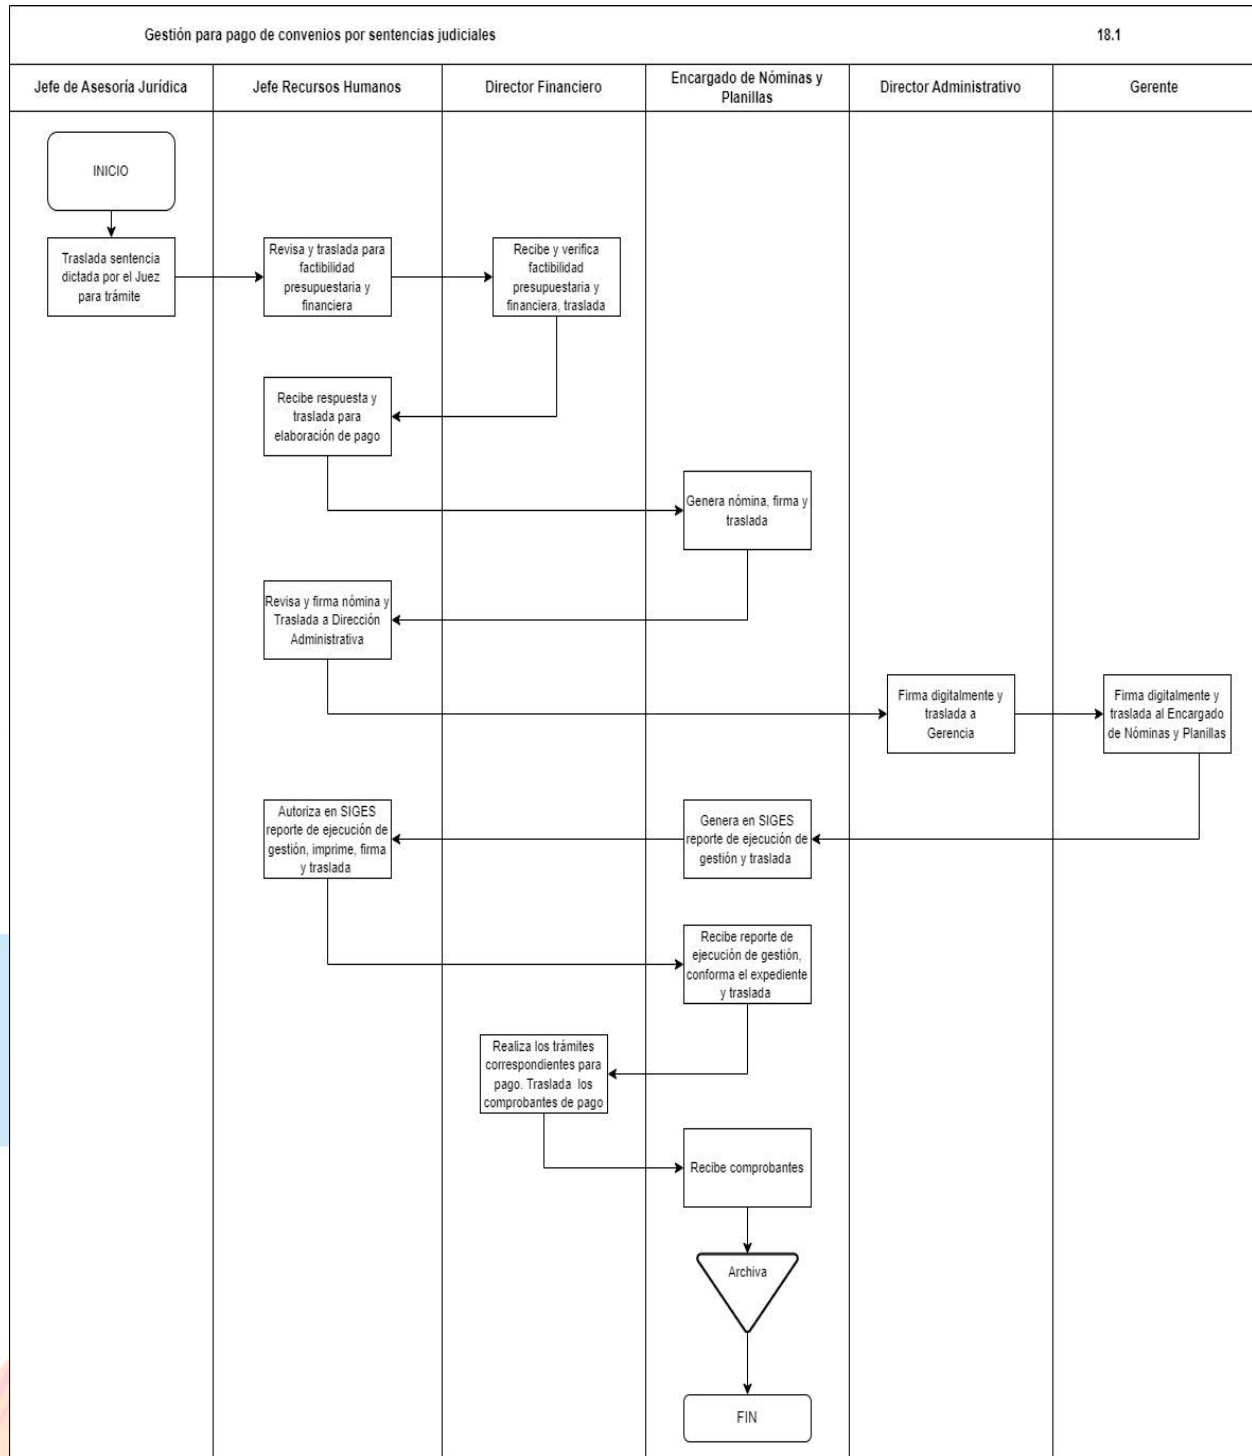 Gestión para pago de convenios por sentencias judiciales
18.1
Jefe de Asesoría Jurídica
Jefe Recursos Humanos
Director Financiero
Encargado de Nóminas y
Planillas
Director Administrativo
Gerente
INICIO
Traslada sentencia
dictada por el Juez
para trámite
Revisa y traslada para
factibilidad
presupuestaria y
financiera
Recibe y verifica
factibilidad
presupuestaria y
financiera, traslada
Recibe respuesta y
traslada para
elaboración de pago
Genera nómina, firma y
traslada
Revisa y firma nómina y
Traslada a Dirección
Administrativa
Firma digitalmente y
traslada a
Gerencia
Firma digitalmente y
traslada al Encargado
de Nóminas y Planillas
Autoriza en SIGES
reporte de ejecución de
gestión, imprime, firma
y traslada
Genera en SIGES
reporte de ejecución de
gestión y traslada
Recibe reporte de
ejecución de gestión,
conforma el expediente
y traslada
Realiza los trámites
correspondientes para
pago. Traslada los
comprobantes de pago
Recibe comprobantes
Archiva
FIN